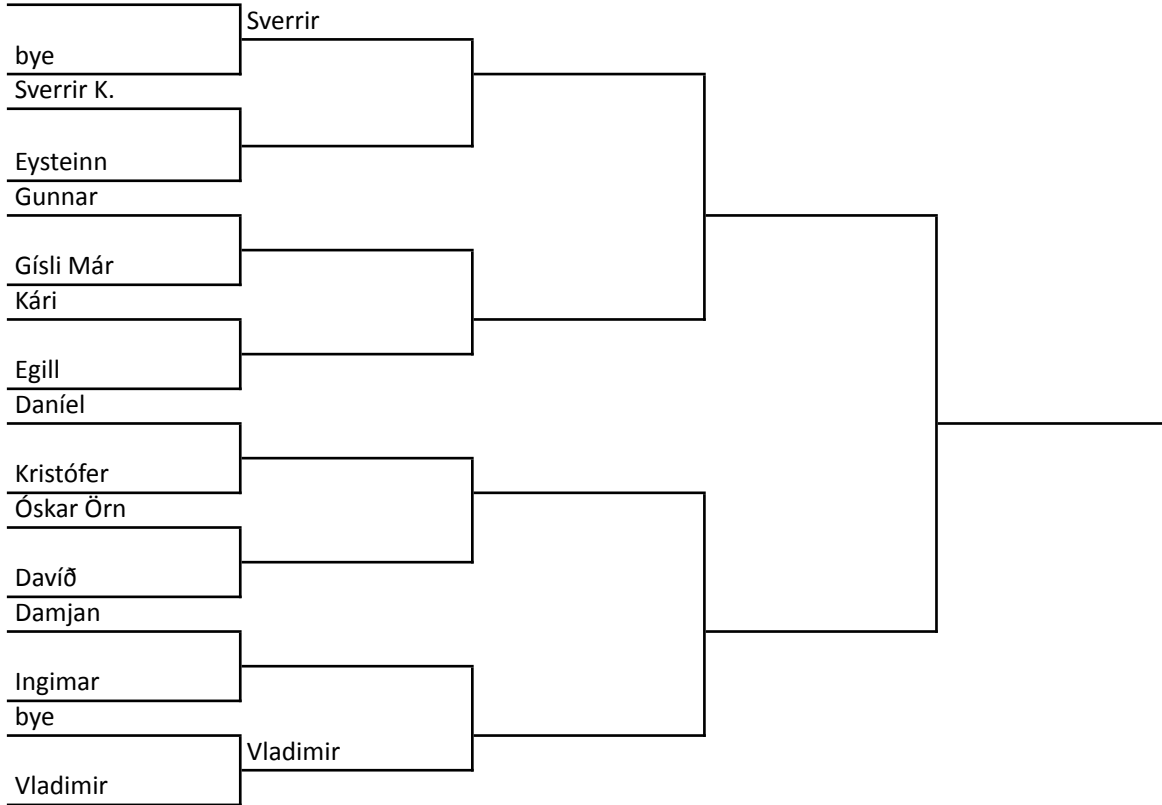 Sverrir
bye
Sverrir K.
Eysteinn
Gunnar
Gísli Már
Kári
Egill
Daníel
Kristófer
Óskar Örn
Davíð
Damjan
Ingimar
bye
Vladimir
Vladimir